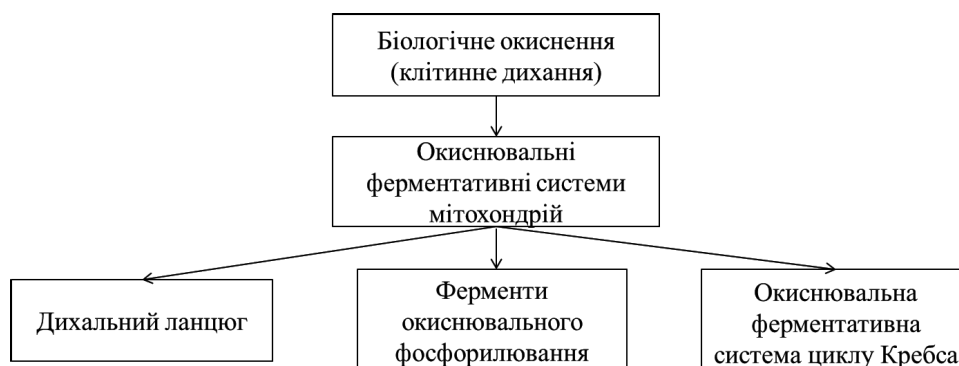 Біологічне окиснення
(клітинне дихання)
Окиснювальні
ферментативні системи
мітохондрій
Дихальний ланцюг
Ферменти
окиснювального
фосфорилювання
Окиснювальна
ферментативна
система циклу Кребса